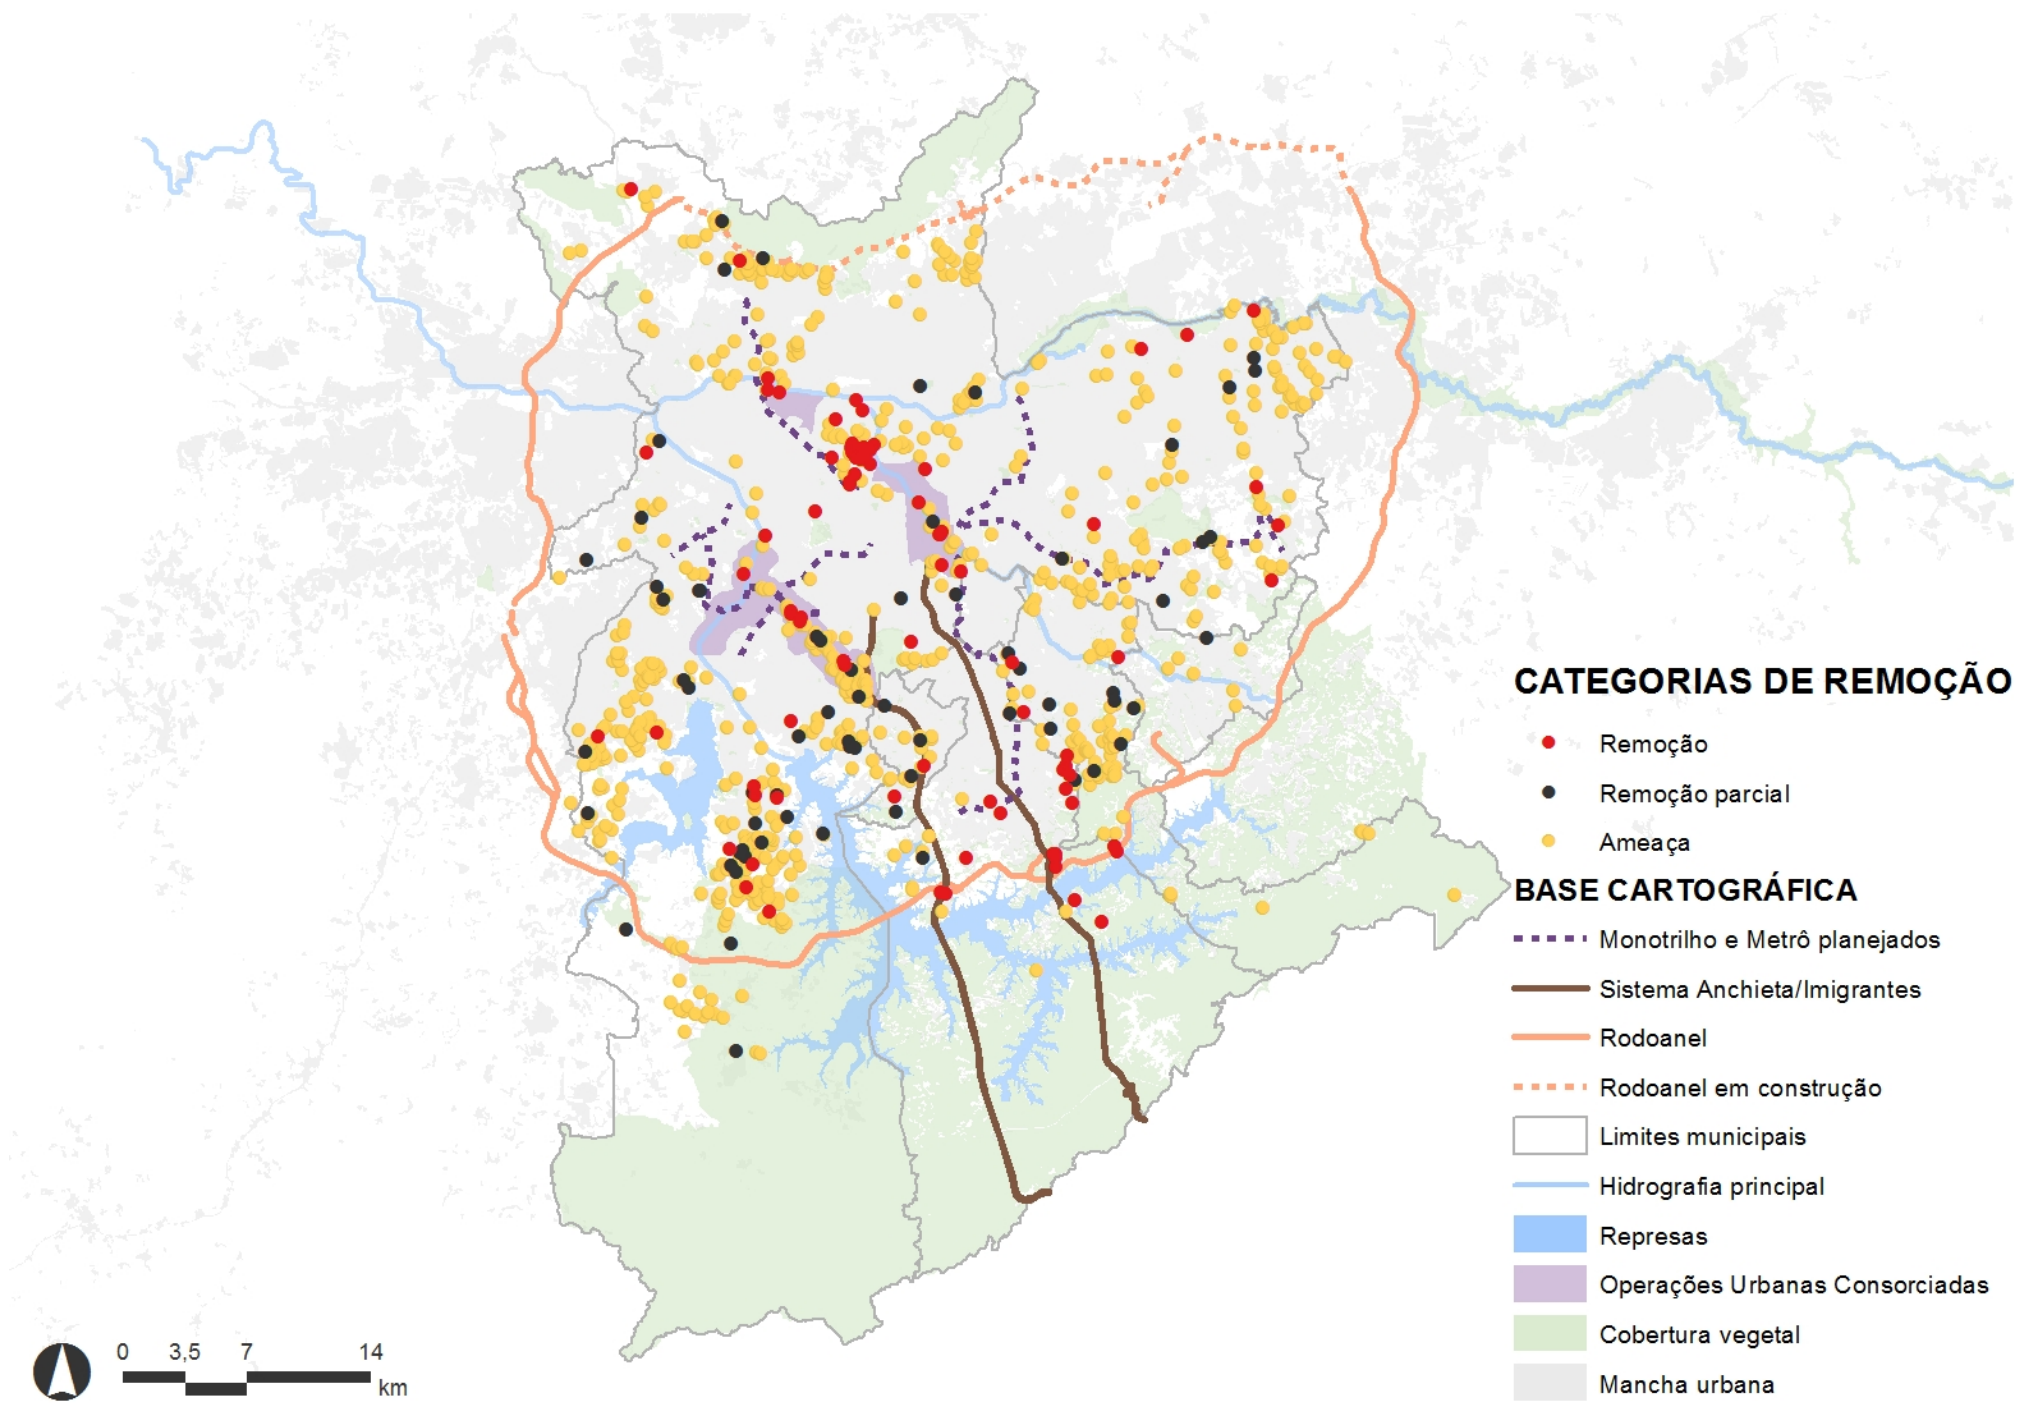 CATEGORIAS DE REMOÇÃO
Remoção
Remoção parcial
Ameaça
BASE CARTOGRÁFICA
Monotrilho e Metrô planejados
Sistema Anchieta/Imigrantes
Rodoanel
Rodoanel em construção
Limites municipais
Hidrografia principal
Represas
Operações Urbanas Consorciadas
Cobertura vegetal
Mancha urbana
0 3,5 7 14
km